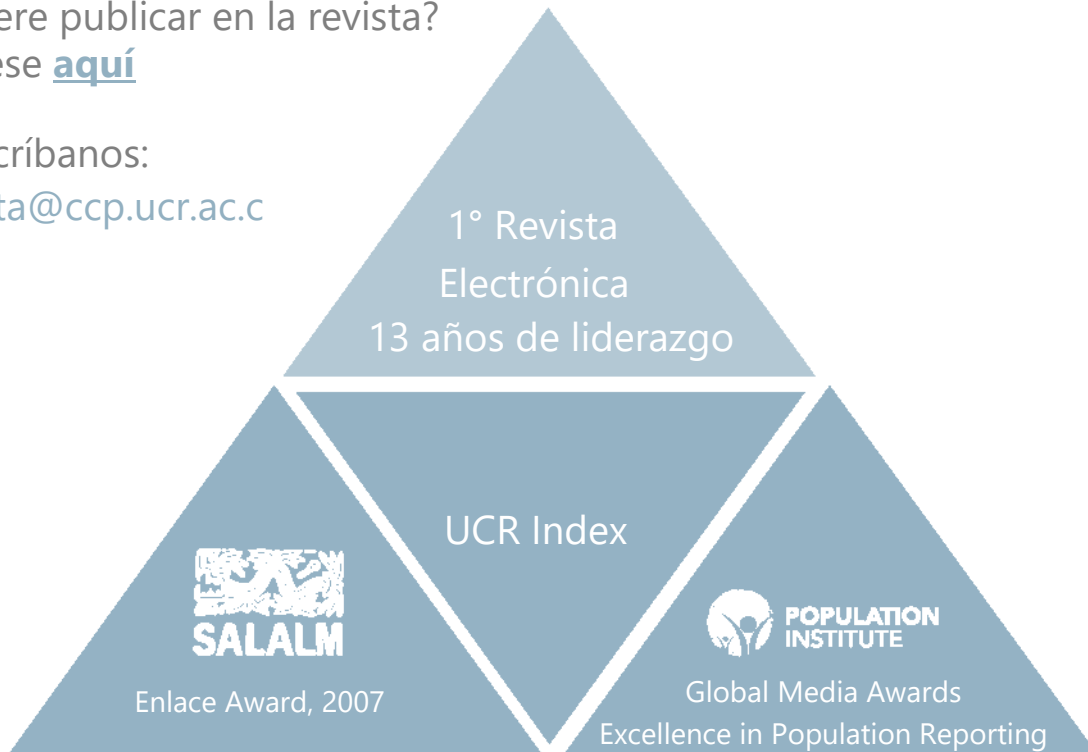 ere publicar en la revista?
ese aquí
críbanos:
ta@ccp.ucr.ac.c
1° Revista
Electrónica
13 años de liderazgo
UCR Index
SALALM
Enlace Award, 2007
POPULATION
INSTITUTE
Global Media Awards
Excellence in Population Reporting